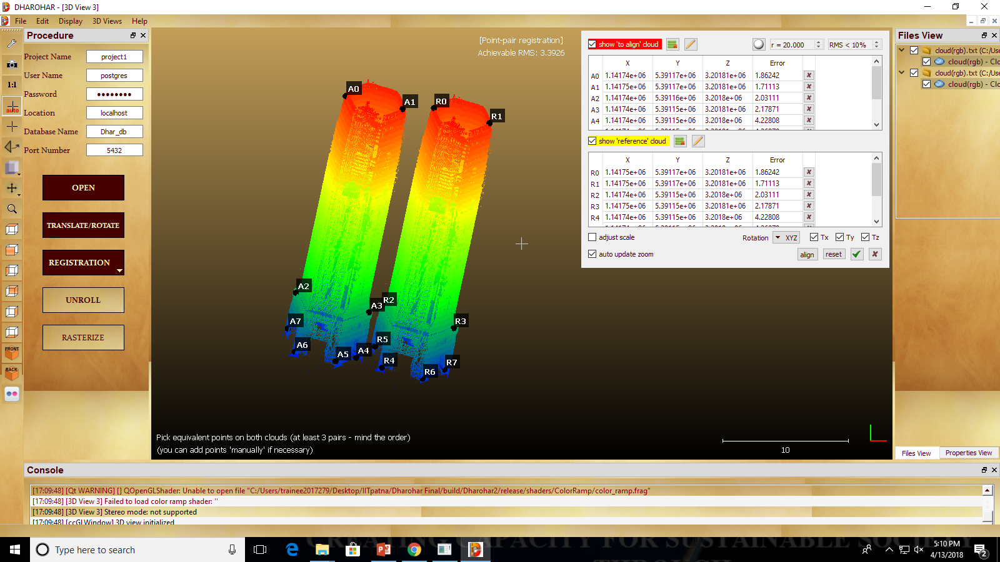 DHAROHAR - [3D View 3]
File Edit Display 3D Views Help
Procedure
Project Name project1
User Name postgres
Password ●●●●●●●●
Location localhost
Database Name Dhar_db
Port Number 5432
OPEN
TRANSLATE/ROTATE
REGISTRATION
UNROLL
RASTERIZE
1:1
auto
FRONT
BACK
[Point-pair registration]
Achievable RMS: 3.3926
A0
A1
R0
R1
A2
A3
R2
A7
R3
A6
A5
A4
R5
R4
R6
R7
Pick equivalent points on both clouds (at least 3 pairs - mind the order)
(you can add points 'manually' if necessary)
10
show 'to align' cloud
r = 20.000
RMS < 10%
X Y Z Error
A0 1.14174e+06 5.39117e+06 3.20181e+06 1.86242
A1 1.14175e+06 5.39117e+06 3.20181e+06 1.71113
A2 1.14174e+06 5.39115e+06 3.2018e+06 2.03111
A3 1.14175e+06 5.39115e+06 3.20181e+06 2.17871
A4 1.14174e+06 5.39115e+06 3.2018e+06 4.22808
show 'reference' cloud
X Y Z Error
R0 1.14175e+06 5.39117e+06 3.20181e+06 1.86242
R1 1.14175e+06 5.39117e+06 3.20181e+06 1.71113
R2 1.14174e+06 5.39115e+06 3.2018e+06 2.03111
R3 1.14175e+06 5.39115e+06 3.20181e+06 2.17871
R4 1.14174e+06 5.39115e+06 3.2018e+06 4.22808
adjust scale
Rotation XYZ Tx Ty Tz
auto update zoom
align reset
Files View
cloud(rgb).txt (C:/Use
cloud(rgb) - Clo
cloud(rgb).txt (C:/Use
cloud(rgb) - Clo
Files View Properties View
Console
[17:09:48] [Qt WARNING] [] QOpenGLShader: Unable to open file "C:/Users/trainee2017279/Desktop/IITpatna/Dharohar Final/build/Dharohar2/release/shaders/ColorRamp/color_ramp.frag"
[17:09:48] [3D View 3] Failed to load color ramp shader: ''
[17:09:48] [3D View 3] Stereo mode: not supported
[17:09:48] [ccGLWindow] 3D view initialized
CREATING CAPACITY FOR SUSTAINABLE SOCIETY
THROUGH
Type here to search
5:10 PM
4/13/2018
2